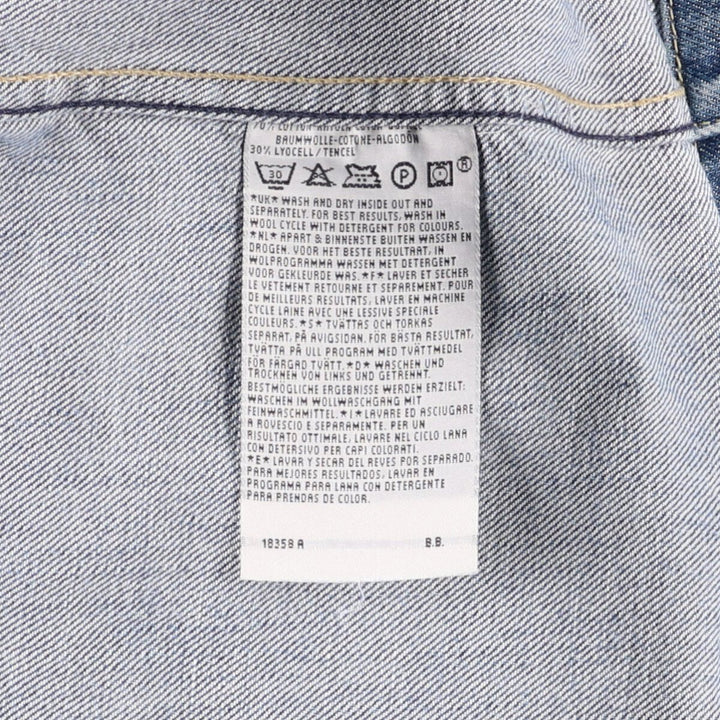 70% COTTON-KATOEN-COTON-
BAUMWOLLE-COTONE-ALGODON
30% LYOCELL / TENCEL
30 P ®
*UK* WASH AND DRY INSIDE OUT AND
SEPARATELY. FOR BEST RESULTS, WASH IN
WOOL CYCLE WITH DETERGENT FOR COLOURS.
*NL* APART & BINNENSTE BUITEN WASSEN EN
DROGEN. VOOR HET BESTE RESULTAAT, IN
WOLPROGRAMMA WASSEN MET DETERGENT
VOOR GEKLEURDE WAS. *F* LAVER ET SECHER
LE VETEMENT RETOURNE ET SEPAREMENT. POUR
DE MEILLEURS RESULTATS, LAVER EN MACHINE
CYCLE LAINE AVEC UNE LESSIVE SPECIALE
COULEURS. *S* TVÄTTAS OCH TORKAS
SEPARAT, PÅ AVIGSIDAN. FÖR BÄSTA RESULTAT,
TVÄTTA PÅ ULL PROGRAM MED TVÄTTMEDEL
FÖR FÄRGAD TVÄTT. *D* WASCHEN UND
TROCKNEN VON LINKS UND GETRENNT.
BESTMÖGLICHE ERGEBNISSE WERDEN ERZIELT:
WASCHEN IM WOLLWASCHGANG MIT
FEINWASCHMITTEL. *I* LAVARE ED ASCIUGARE
A ROVESCIO E SEPARAMENTE. PER UN
RISULTATO OTTIMALE, LAVARE NEL CICLO LANA
CON DETERSIVO PER CAPI COLORATI.
*E* LAVAR Y SECAR DEL REVES POR SEPARADO.
PARA MEJORES RESULTADOS, LAVAR EN
PROGRAMA PARA LANA CON DETERGENTE
PARA PRENDAS DE COLOR.
18358 A B.B.